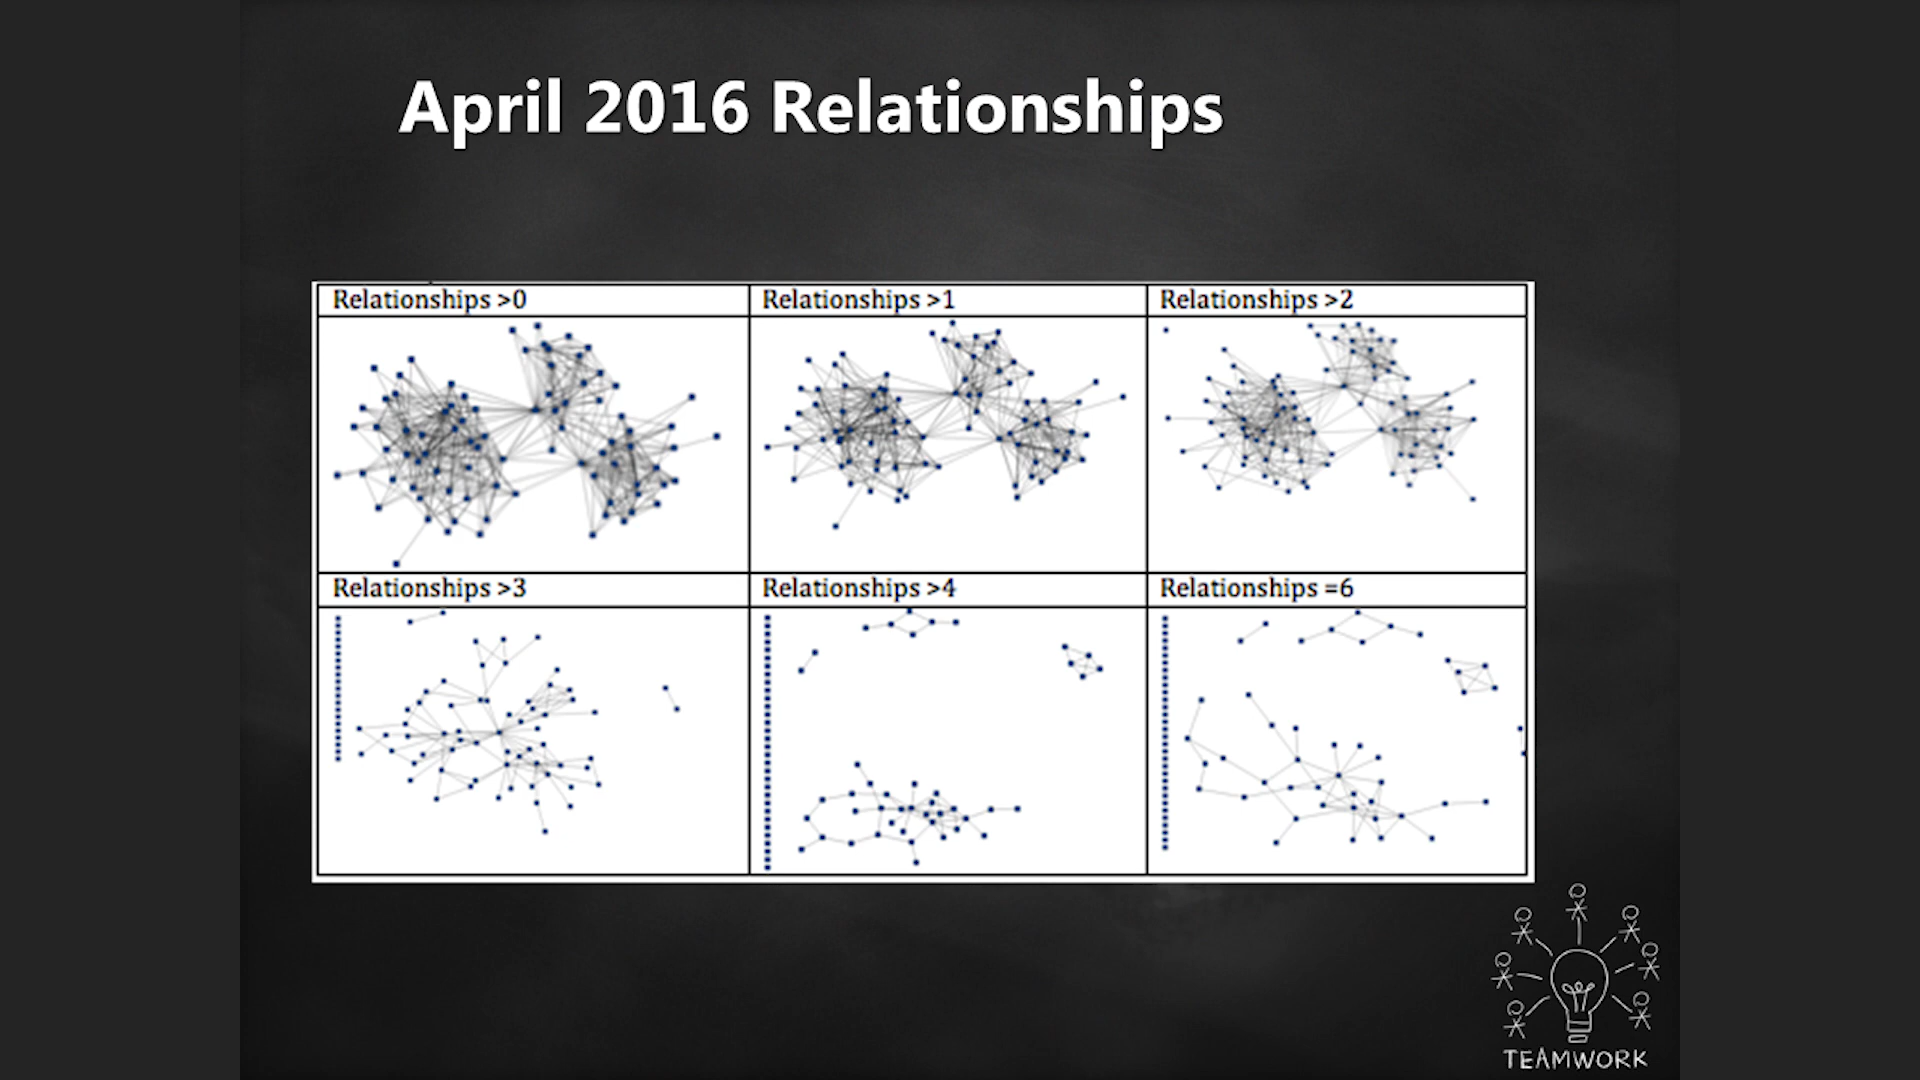 April 2016 Relationships
Relationships >0
Relationships >1
Relationships >2
Relationships >3
Relationships >4
Relationships =6
TEAMWORK